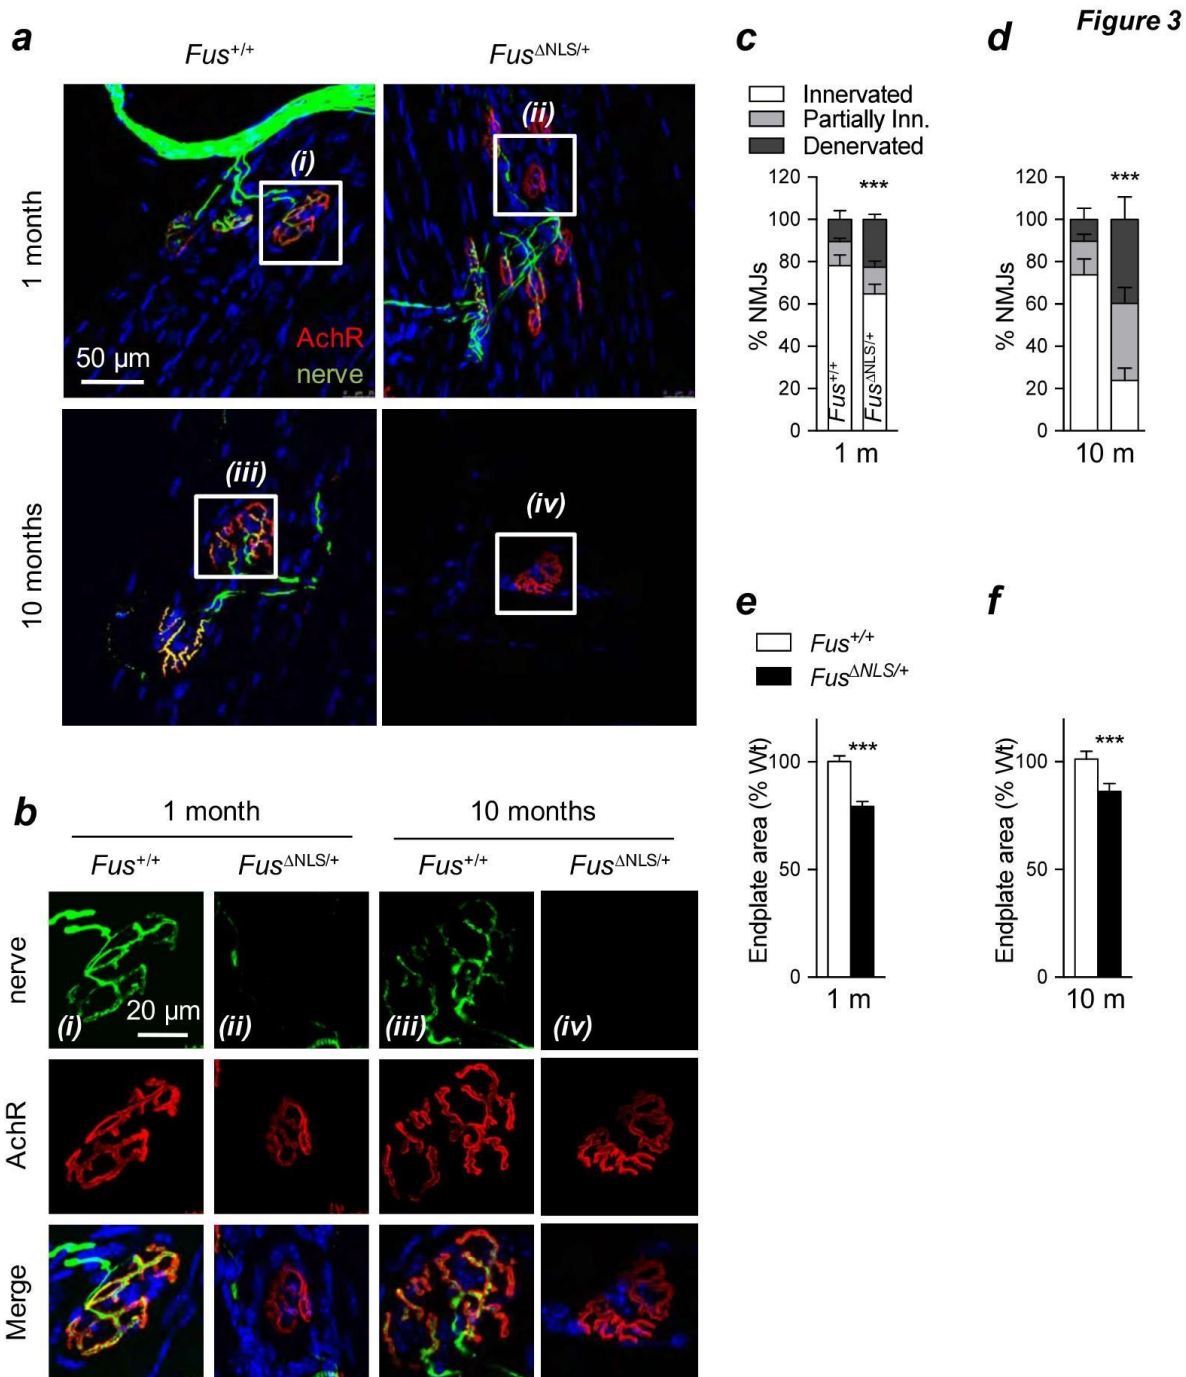 Figure 3
a
Fus+/+
FusΔNLS/+
1 month
(i)
(ii)
AchR
nerve
50 µm
10 months
(iii)
(iv)
b
1 month
10 months
Fus+/+
FusΔNLS/+
Fus+/+
FusΔNLS/+
nerve
20 µm
(i)
(ii)
(iii)
(iv)
AchR
Merge
c
Innervated
Partially Inn.
Denervated
% NMJs
120
100
80
60
40
20
0
***
Fus+/+
FusΔNLS/+
1 m
d
% NMJs
120
100
80
60
40
20
0
***
10 m
e
Fus+/+
FusΔNLS/+
Endplate area (% Wt)
100
50
0
***
1 m
f
Endplate area (% Wt)
100
50
0
***
10 m